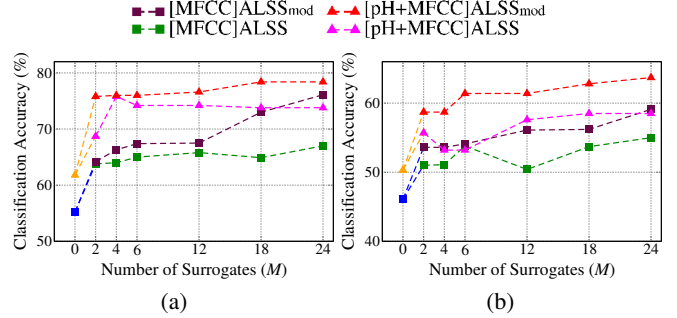 [MFCC]ALSSmod [pH+MFCC]ALSSmod
[MFCC]ALSS [pH+MFCC]ALSS
Classification Accuracy (%)
80
70
60
50
0 2 4 6 12 18 24
Number of Surrogates (M)
(a)
Classification Accuracy (%)
60
50
40
0 2 4 6 12 18 24
Number of Surrogates (M)
(b)